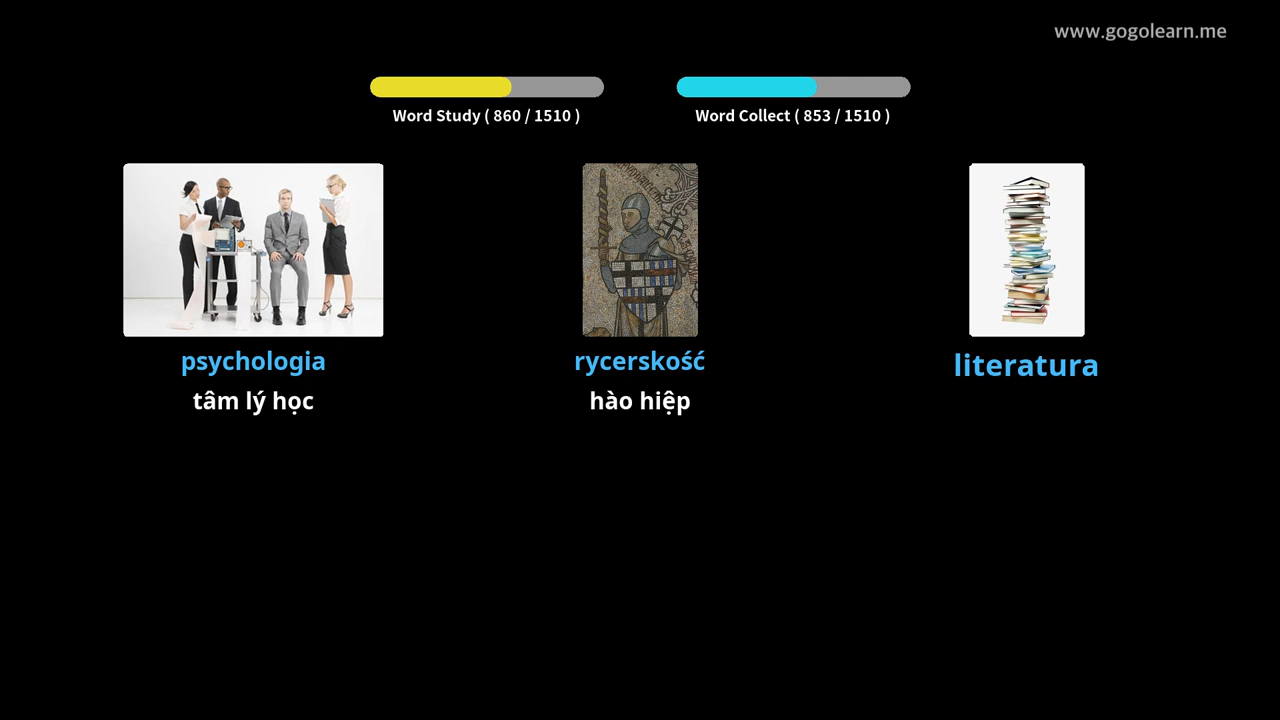 www.gogolearn.me
Word Study ( 860 / 1510 )
Word Collect ( 853 / 1510 )
psychologia
tâm lý học
rycerskość
hào hiệp
literatura